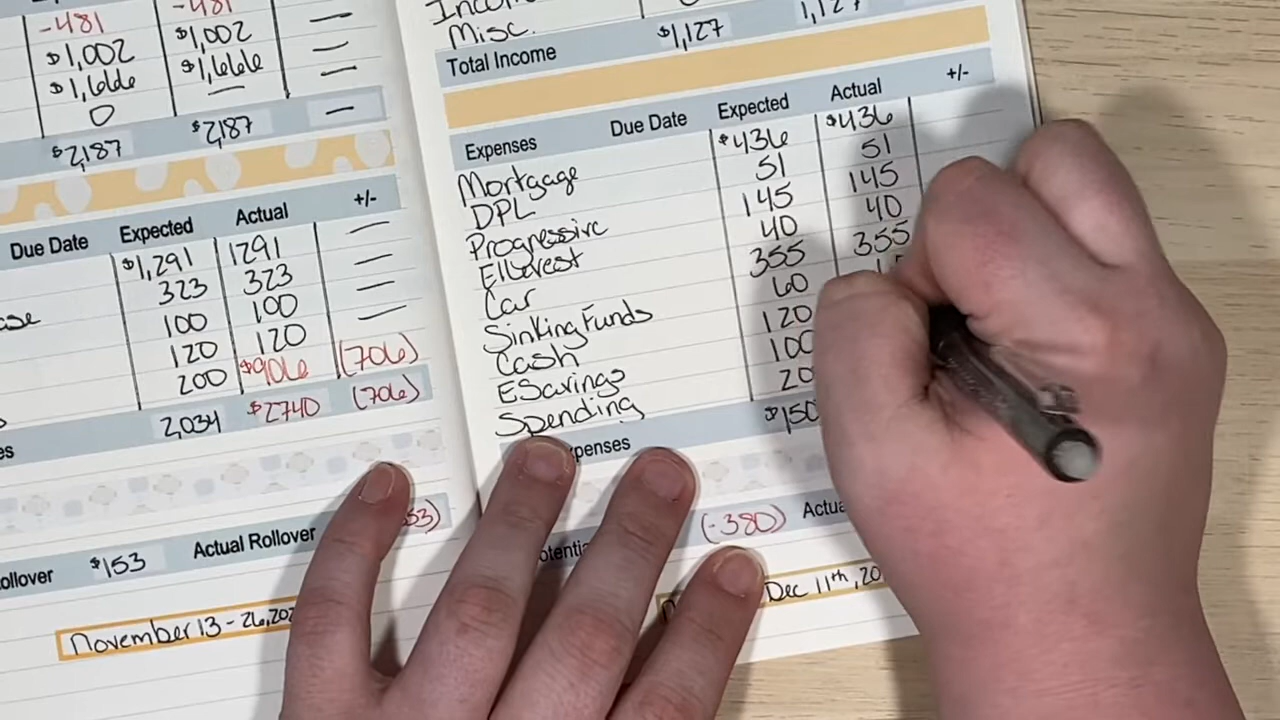 -481 -481
$1,002 $1,002 —
$1,666 $1,666 —
0 — —
$2,187 $2,187 —
Due Date Expected Actual +/-
$1,291 1291 —
323 323 —
100 100 —
120 120 —
200 $906 (706)
2,034 $2740 (706)
Actual Rollover
$153
November 13 - 26, 
Misc.
Total Income $1,127 1,127
Expenses Due Date Expected Actual +/-
Mortgage $436 $436
DPL 51 51
Progressive 145 145
Ellevest 40 40
Car 355 355
Sinking Funds 60
Cash 120
ESavings 100
Spending
(-380)
Dec 11th,